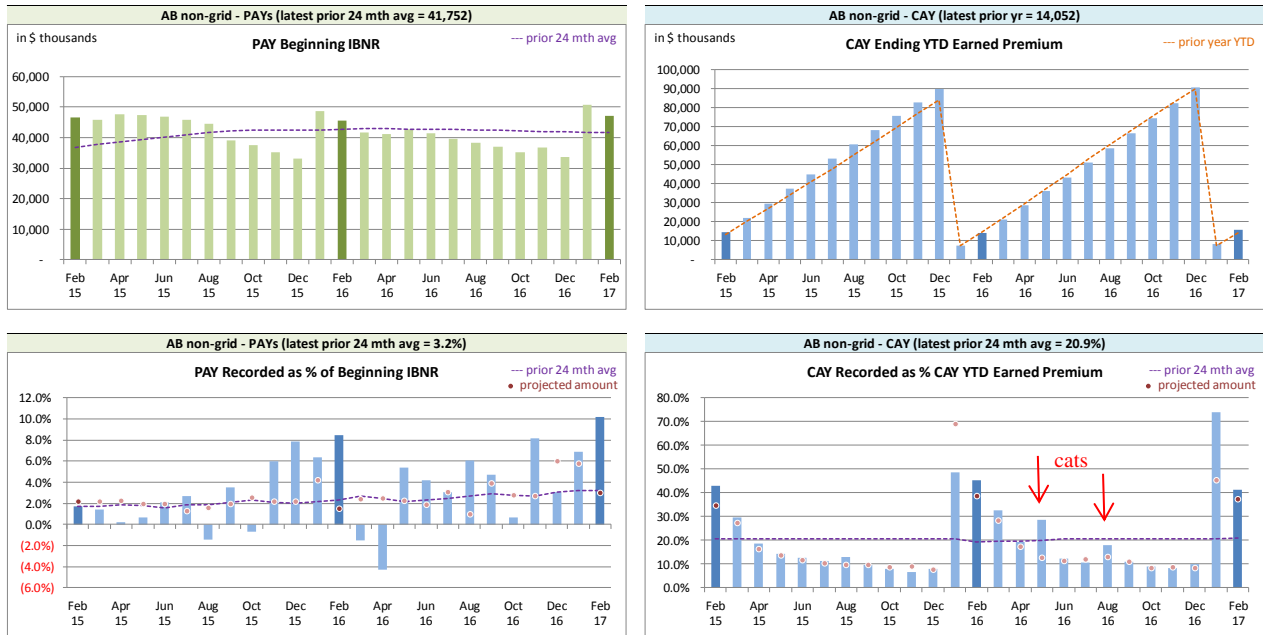 AB non-grid - PAYs (latest prior 24 mth avg = 41,752)
in $ thousands
PAY Beginning IBNR
--- prior 24 mth avg
60,000
50,000
40,000
30,000
20,000
10,000
-
Feb Apr Jun Aug Oct Dec Feb Apr Jun Aug Oct Dec Feb
15 15 15 15 15 15 16 16 16 16 16 16 17
AB non-grid - CAY (latest prior yr = 14,052)
in $ thousands
CAY Ending YTD Earned Premium
--- prior year YTD
100,000
90,000
80,000
70,000
60,000
50,000
40,000
30,000
20,000
10,000
-
Feb Apr Jun Aug Oct Dec Feb Apr Jun Aug Oct Dec Feb
15 15 15 15 15 15 16 16 16 16 16 16 17
AB non-grid - PAYs (latest prior 24 mth avg = 3.2%)
PAY Recorded as % of Beginning IBNR
--- prior 24 mth avg
projected amount
12.0%
10.0%
8.0%
6.0%
4.0%
2.0%
0.0%
(2.0%)
(4.0%)
(6.0%)
Feb Apr Jun Aug Oct Dec Feb Apr Jun Aug Oct Dec Feb
15 15 15 15 15 15 16 16 16 16 16 16 17
AB non-grid - CAY (latest prior 24 mth avg = 20.9%)
CAY Recorded as % CAY YTD Earned Premium
--- prior 24 mth avg
projected amount
80.0%
70.0%
60.0%
50.0%
40.0%
30.0%
20.0%
10.0%
0.0%
cats
Feb Apr Jun Aug Oct Dec Feb Apr Jun Aug Oct Dec Feb
15 15 15 15 15 15 16 16 16 16 16 16 17